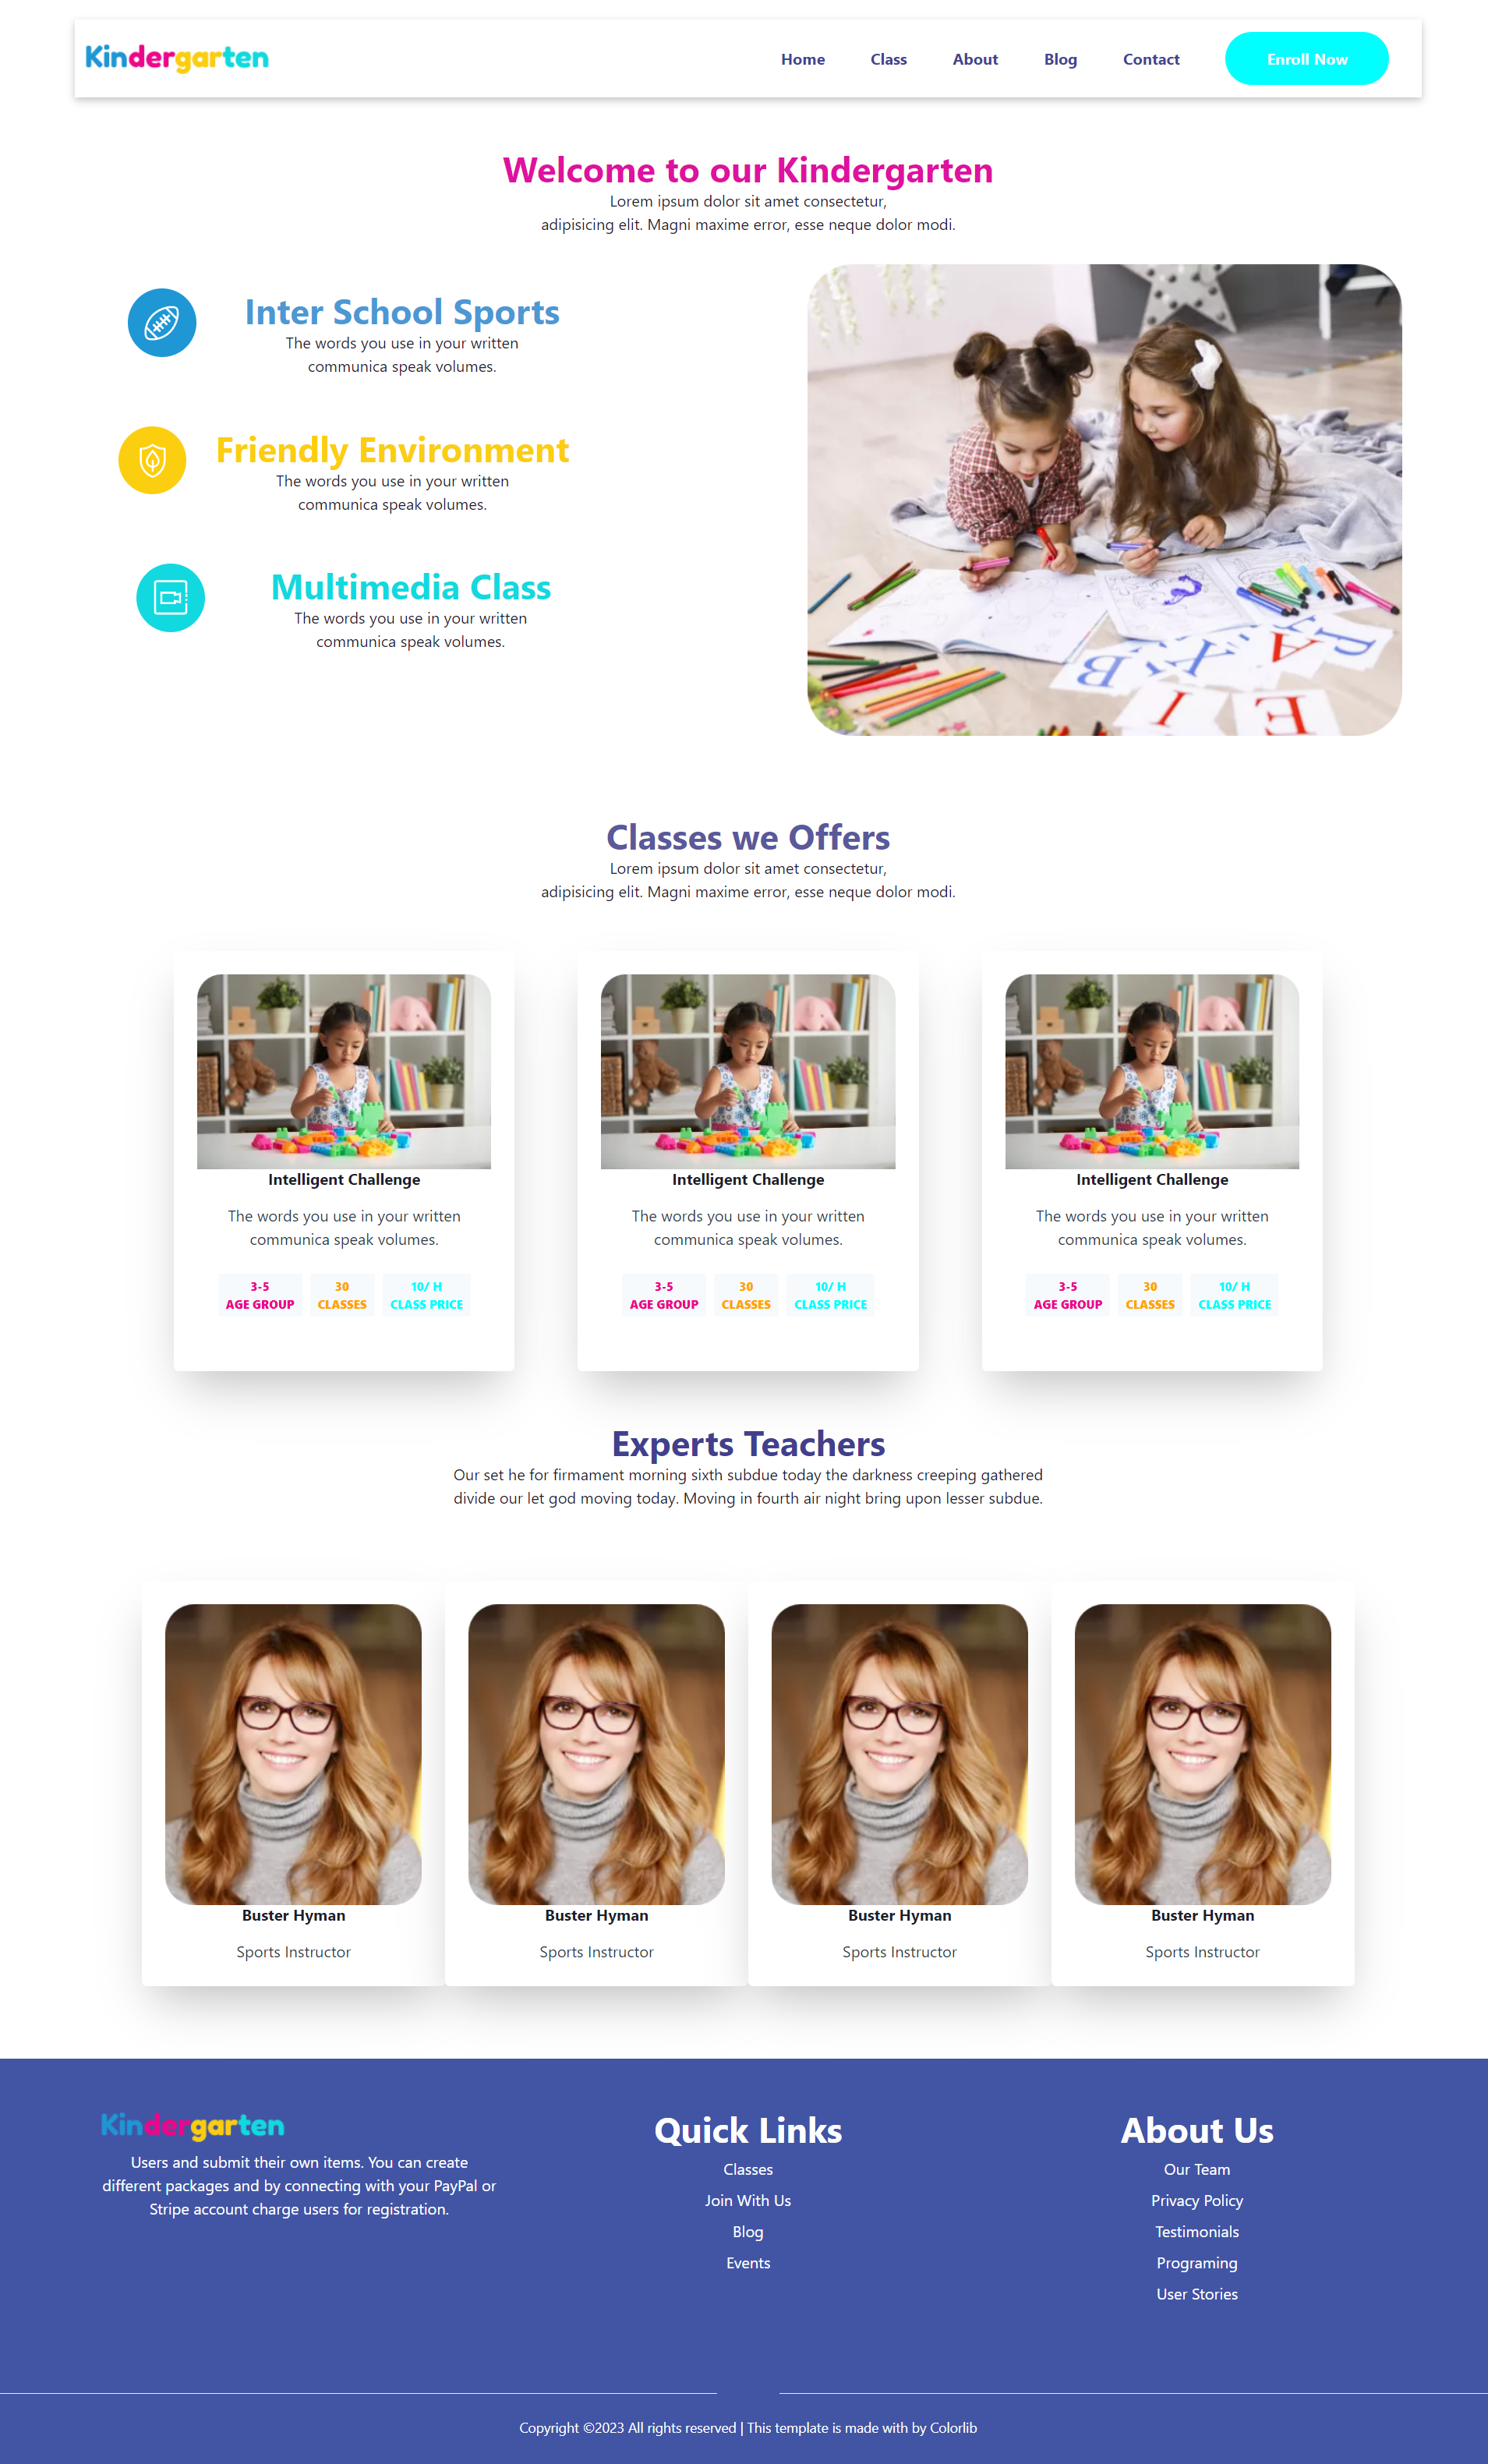 Kindergarten
Home Class About Blog Contact Enroll Now
Welcome to our Kindergarten
Lorem ipsum dolor sit amet consectetur,
adipisicing elit. Magni maxime error, esse neque dolor modi.
Inter School Sports
The words you use in your written
communica speak volumes.
Friendly Environment
The words you use in your written
communica speak volumes.
Multimedia Class
The words you use in your written
communica speak volumes.
B X A
I E
Classes we Offers
Lorem ipsum dolor sit amet consectetur,
adipisicing elit. Magni maxime error, esse neque dolor modi.
Intelligent Challenge
The words you use in your written
communica speak volumes.
3-5
AGE GROUP
30
CLASSES
10/ H
CLASS PRICE
Intelligent Challenge
The words you use in your written
communica speak volumes.
3-5
AGE GROUP
30
CLASSES
10/ H
CLASS PRICE
Intelligent Challenge
The words you use in your written
communica speak volumes.
3-5
AGE GROUP
30
CLASSES
10/ H
CLASS PRICE
Experts Teachers
Our set he for firmament morning sixth subdue today the darkness creeping gathered
divide our let god moving today. Moving in fourth air night bring upon lesser subdue.
Buster Hyman
Sports Instructor
Buster Hyman
Sports Instructor
Buster Hyman
Sports Instructor
Buster Hyman
Sports Instructor
Kindergarten
Users and submit their own items. You can create
different packages and by connecting with your PayPal or
Stripe account charge users for registration.
Quick Links
Classes
Join With Us
Blog
Events
About Us
Our Team
Privacy Policy
Testimonials
Programing
User Stories
Copyright ©2023 All rights reserved | This template is made with by Colorlib